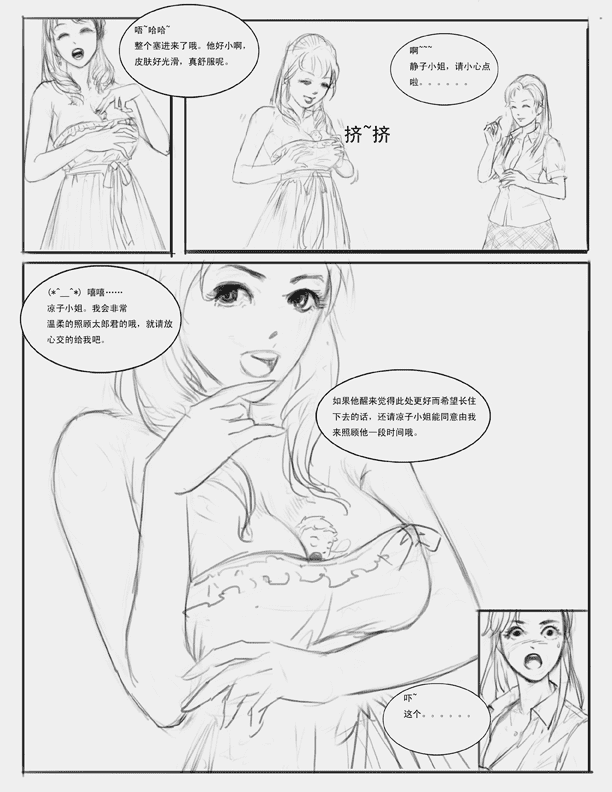 唔~哈哈~
整个塞进来了哦。他好小啊,
皮肤好光滑，真舒服呢。
啊~~~
静子小姐，请小心点
啦。。。。。。
挤~挤
(*^__^*) 嘻嘻……
凉子小姐。我会非常
温柔的照顾太郎君的哦，就请放
心交的给我吧。
如果他醒来觉得此处更好而希望长住
下去的话，还请凉子小姐能同意由我
来照顾他一段时间哦。
吓~
这个。。。。。。